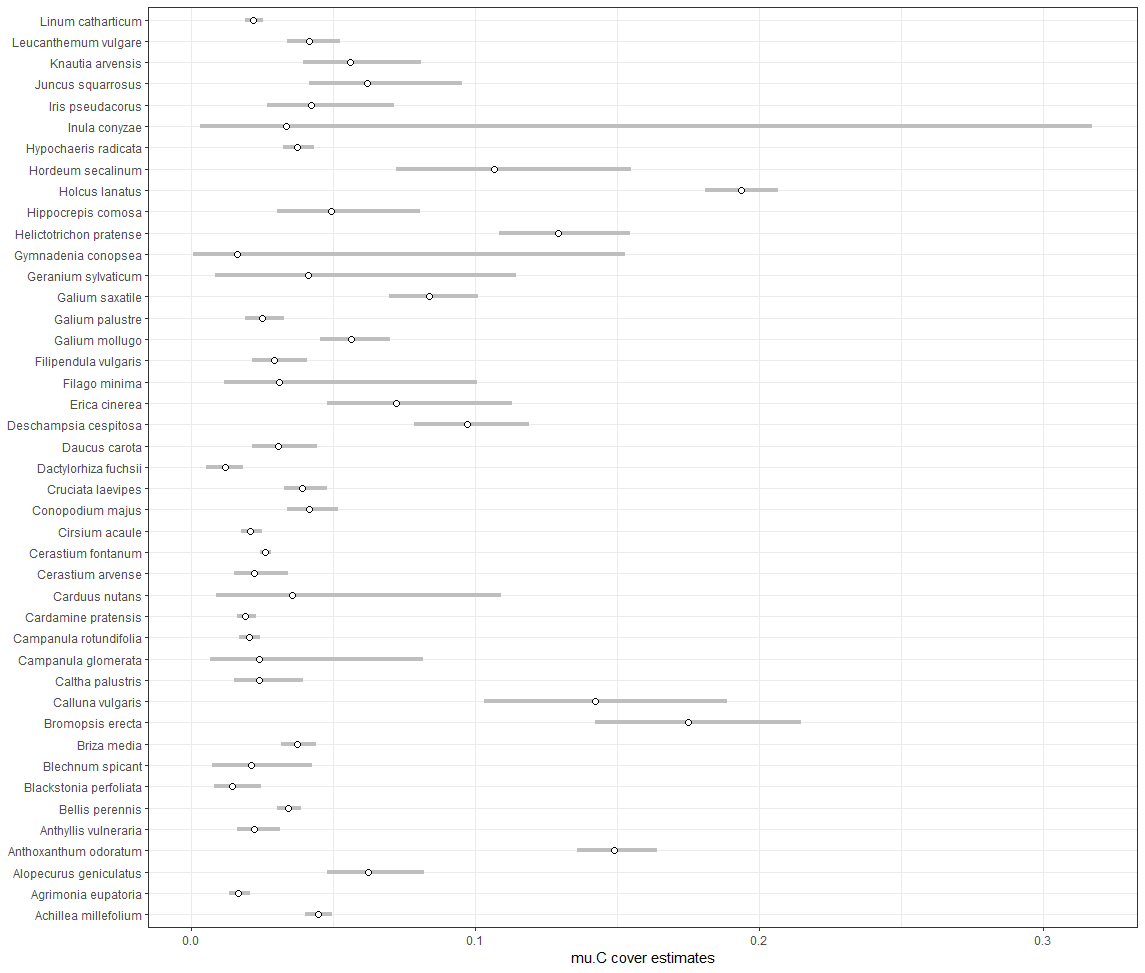 Linum catharticum
Leucanthemum vulgare
Knautia arvensis
Juncus squarrosus
Iris pseudacorus
Inula conyzae
Hypochaeris radicata
Hordeum secalinum
Holcus lanatus
Hippocrepis comosa
Helictotrichon pratense
Gymnadenia conopsea
Geranium sylvaticum
Galium saxatile
Galium palustre
Galium mollugo
Filipendula vulgaris
Filago minima
Erica cinerea
Deschampsia cespitosa
Daucus carota
Dactylorhiza fuchsii
Cruciata laevipes
Conopodium majus
Cirsium acaule
Cerastium fontanum
Cerastium arvense
Carduus nutans
Cardamine pratensis
Campanula rotundifolia
Campanula glomerata
Caltha palustris
Calluna vulgaris
Bromopsis erecta
Briza media
Blechnum spicant
Blackstonia perfoliata
Bellis perennis
Anthyllis vulneraria
Anthoxanthum odoratum
Alopecurus geniculatus
Agrimonia eupatoria
Achillea millefolium
0.0 0.1 0.2 0.3
mu.C cover estimates